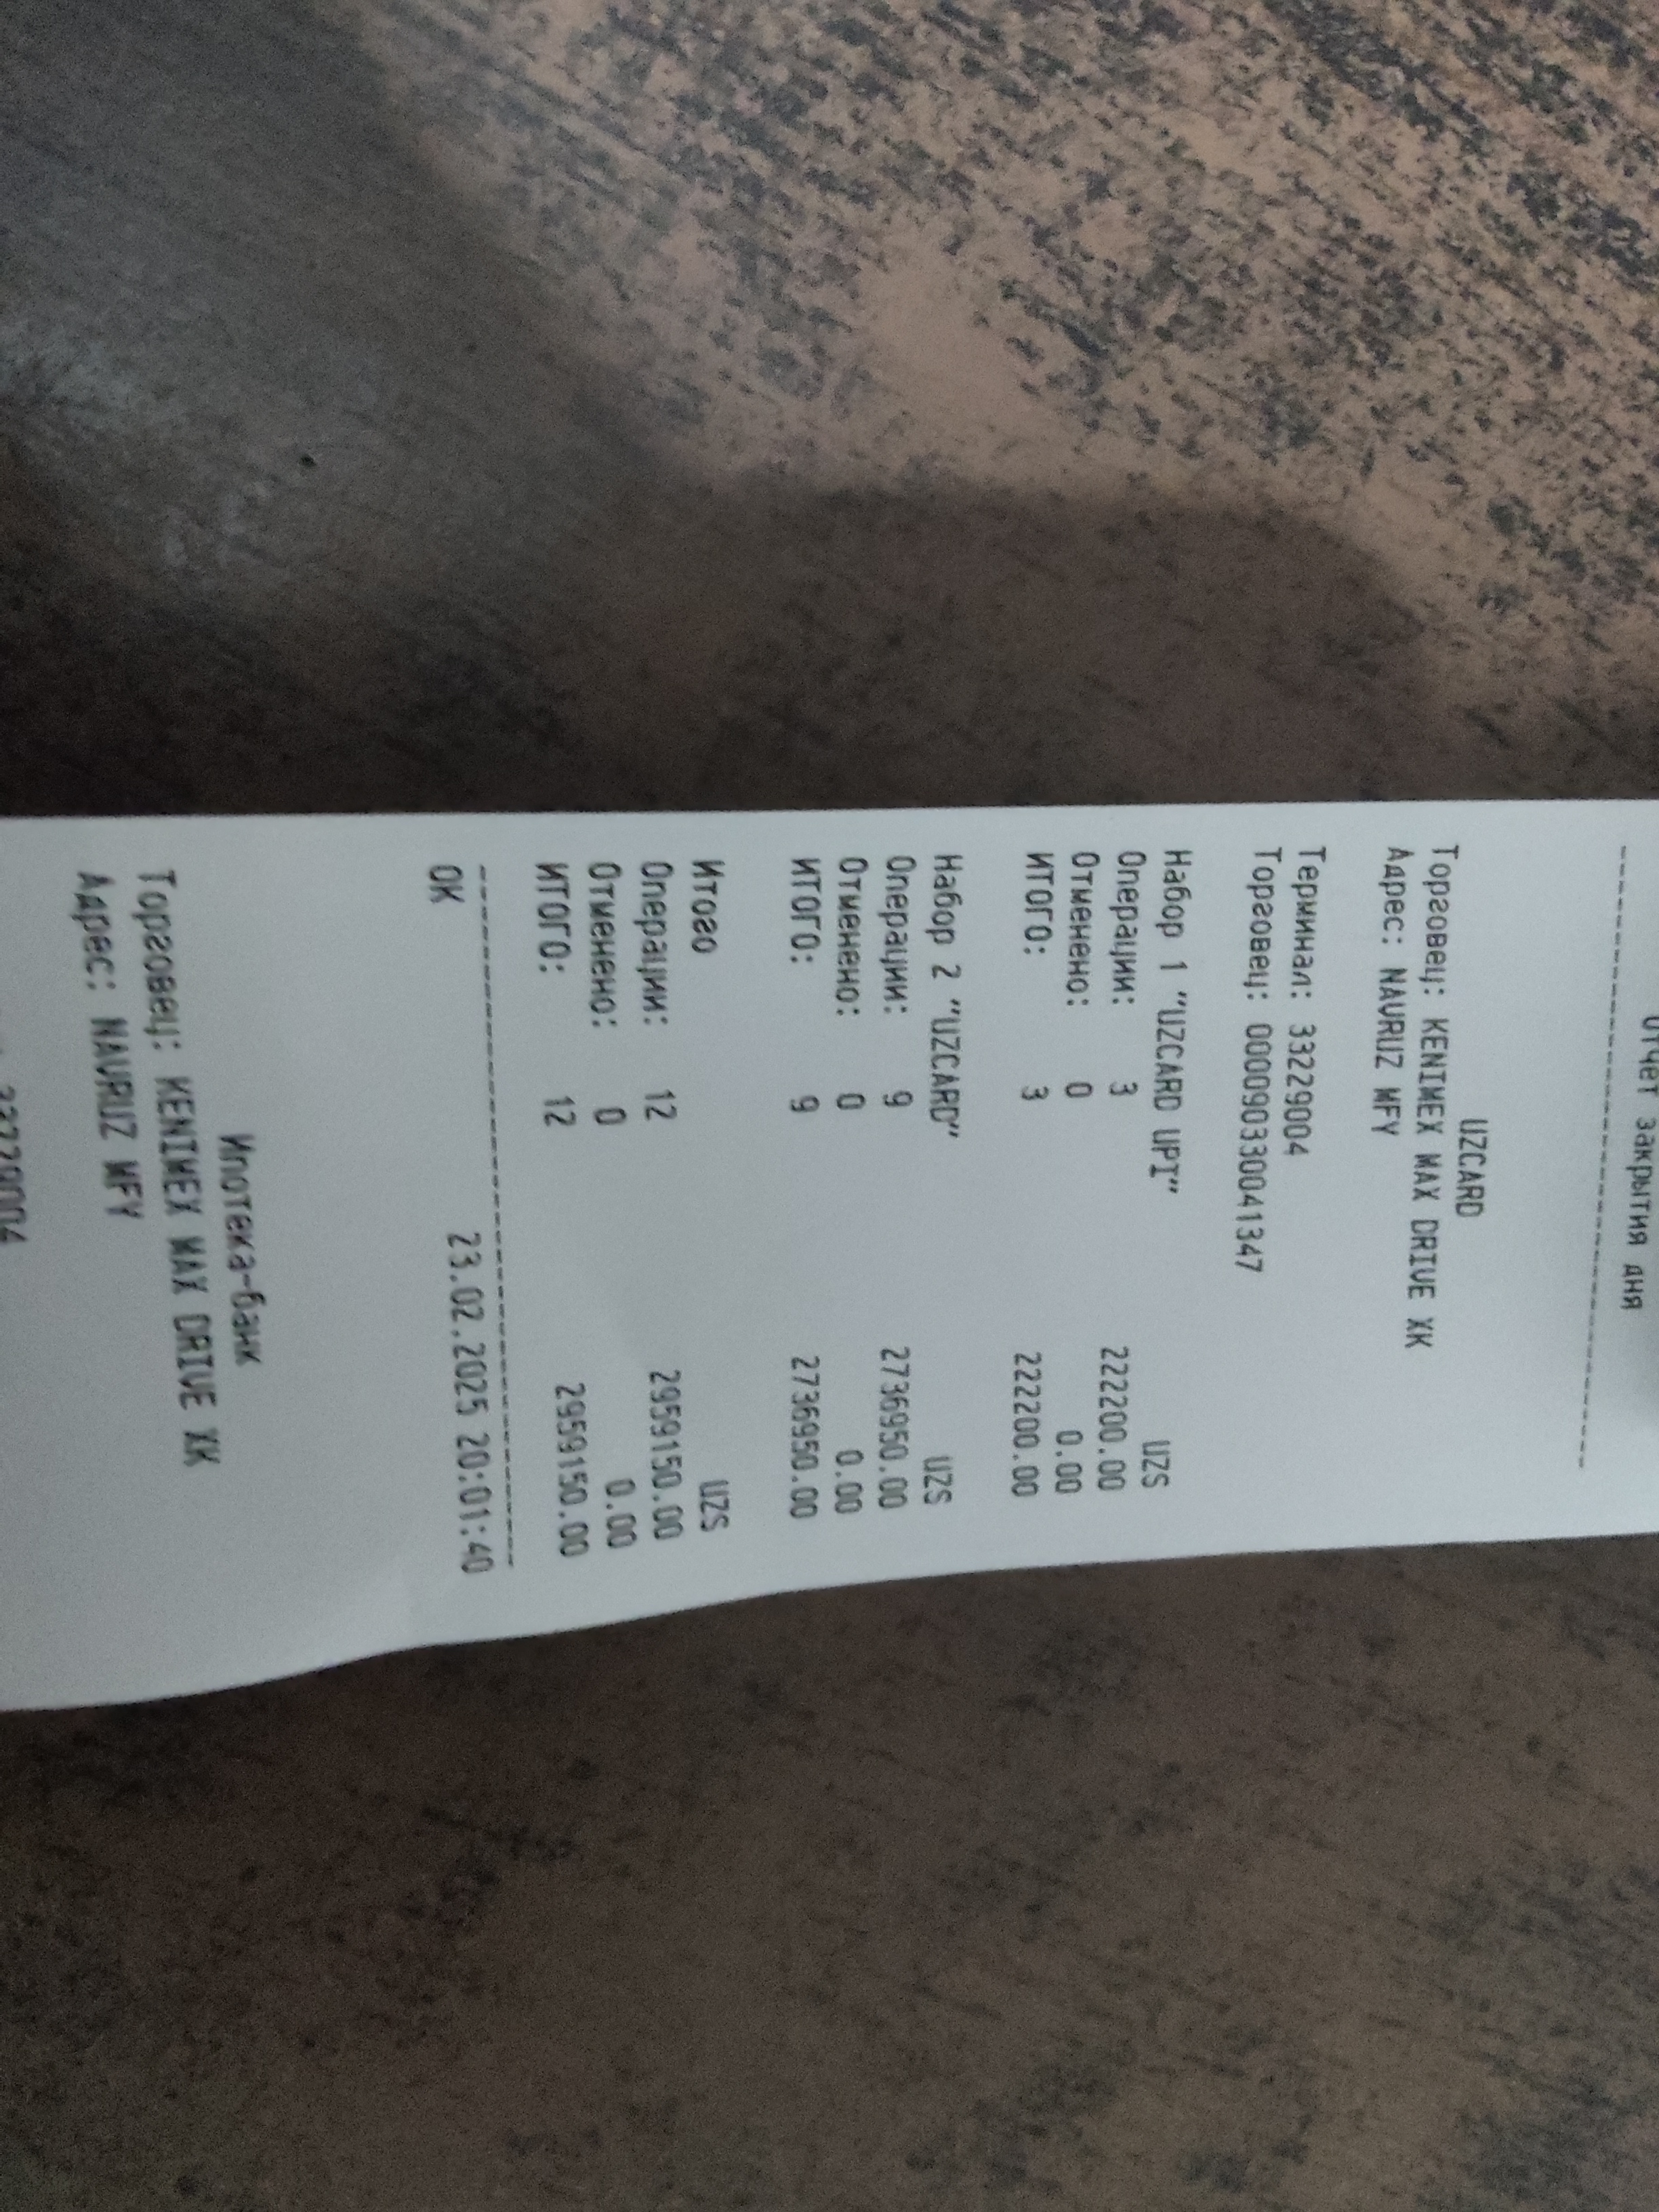 Отчет закрытия дня
--------------------------------
UZCARD
Торговец: KENIMEX MAX DRIVE XK
Адрес: NAVRUZ MFY
Терминал: 33229004
Торговец: 000009033004 1347
Набор 1 "UZCARD UPI"
UZS
Операции: 3 222200.00
Отменено: 0 0.00
ИТОГО: 3 222200.00
Набор 2 "UZCARD"
UZS
Операции: 9 2736950.00
Отменено: 0 0.00
ИТОГО: 9 2736950.00
Итого UZS
Операции: 12 2959150.00
Отменено: 0 0.00
ИТОГО: 12 2959150.00
--------------------------------
OK 23.02.2025 20:01:40
Ипотека-банк
Торговец: KENIMEX MAX DRIVE XK
Адрес: NAVRUZ MFY